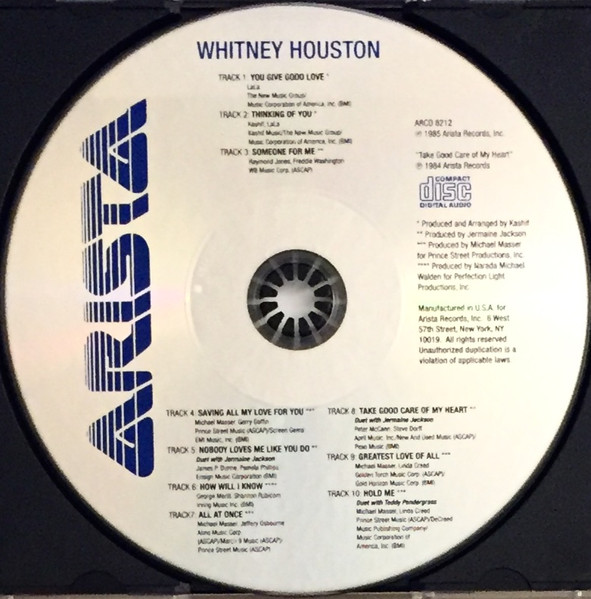 WHITNEY HOUSTON
TRACK 1: YOU GIVE GOOD LOVE *
LaLa
The New Music Group/
Music Corporation of America, Inc. (BMI)
TRACK 2: THINKING OF YOU *
Kashif, LaLa
Kashif Music/The New Music Group/
Music Corporation of America, Inc. (BMI)
TRACK 3: SOMEONE FOR ME **
Raymond Jones, Freddie Washington
WB Music Corp. (ASCAP)
ARCD 8212
℗ 1985 Arista Records, Inc.
"Take Good Care of My Heart"
℗ 1984 Arista Records
COMPACT
disc
DIGITAL AUDIO
* Produced and Arranged by Kashif
** Produced by Jermaine Jackson
*** Produced by Michael Masser
for Prince Street Productions, Inc.
**** Produced by Narada Michael
Walden for Perfection Light
Productions, Inc.
Manufactured in U.S.A. for
Arista Records, Inc. 6 West
57th Street, New York, NY
10019. All rights reserved
Unauthorized duplication is a
violation of applicable laws.
ARISTA
TRACK 4: SAVING ALL MY LOVE FOR YOU ***
Michael Masser, Gerry Goffin
Prince Street Music (ASCAP)/Screen Gems-
EMI Music, Inc. (BMI)
TRACK 5: NOBODY LOVES ME LIKE YOU DO **
Duet with Jermaine Jackson
James P. Dunne, Pamela Phillips
Ensign Music Corporation (BMI)
TRACK 6: HOW WILL I KNOW ****
George Merill, Shannon Rubicam
Irving Music Inc. (BMI)
TRACK7: ALL AT ONCE ***
Michael Masser, Jeffery Osbourne
Almo Music Corp.
(ASCAP)/March 9 Music (ASCAP)
Prince Street Music (ASCAP)
TRACK 8: TAKE GOOD CARE OF MY HEART **
Duet with Jermaine Jackson
Peter McCann, Steve Dorff
April Music Inc./New And Used Music (ASCAP)/
Peso Music (BMI)
TRACK 9: GREATEST LOVE OF ALL ***
Michael Masser, Linda Creed
Golden Torch Music Corp. (ASCAP)/
Gold Horizon Music Corp. (BMI)
TRACK 10: HOLD ME ***
Duet with Teddy Pendergrass
Michael Masser, Linda Creed
Prince Street Music (ASCAP)/DeCreed
Music Publishing Company/
Music Corporation of
America, Inc. (BMI)